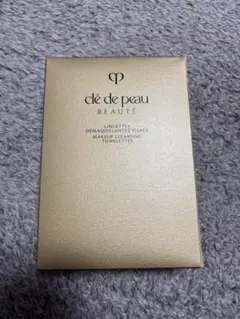 clé de peau
BEAUTÉ
LINGETTES
DÉMAQUILLANTES VISAGE
MAKEUP CLEANSING
TOWELETTES